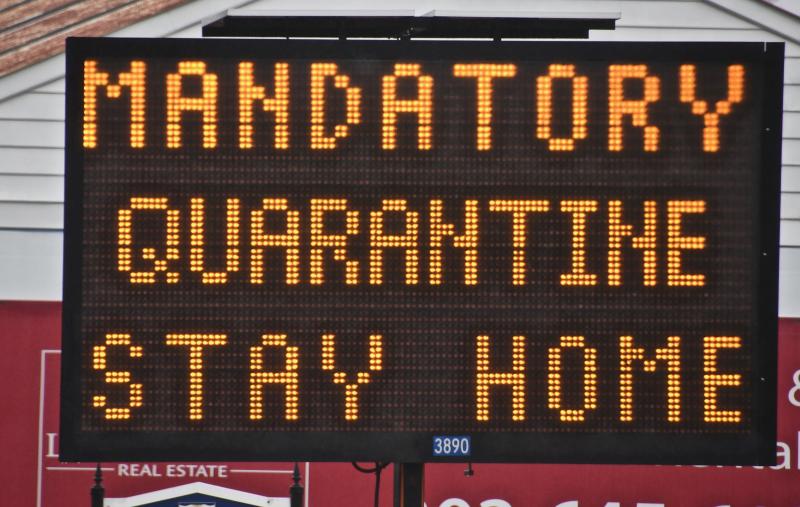 MANDATORY
QUARANTINE
STAY HOME
3890
REAL ESTATE